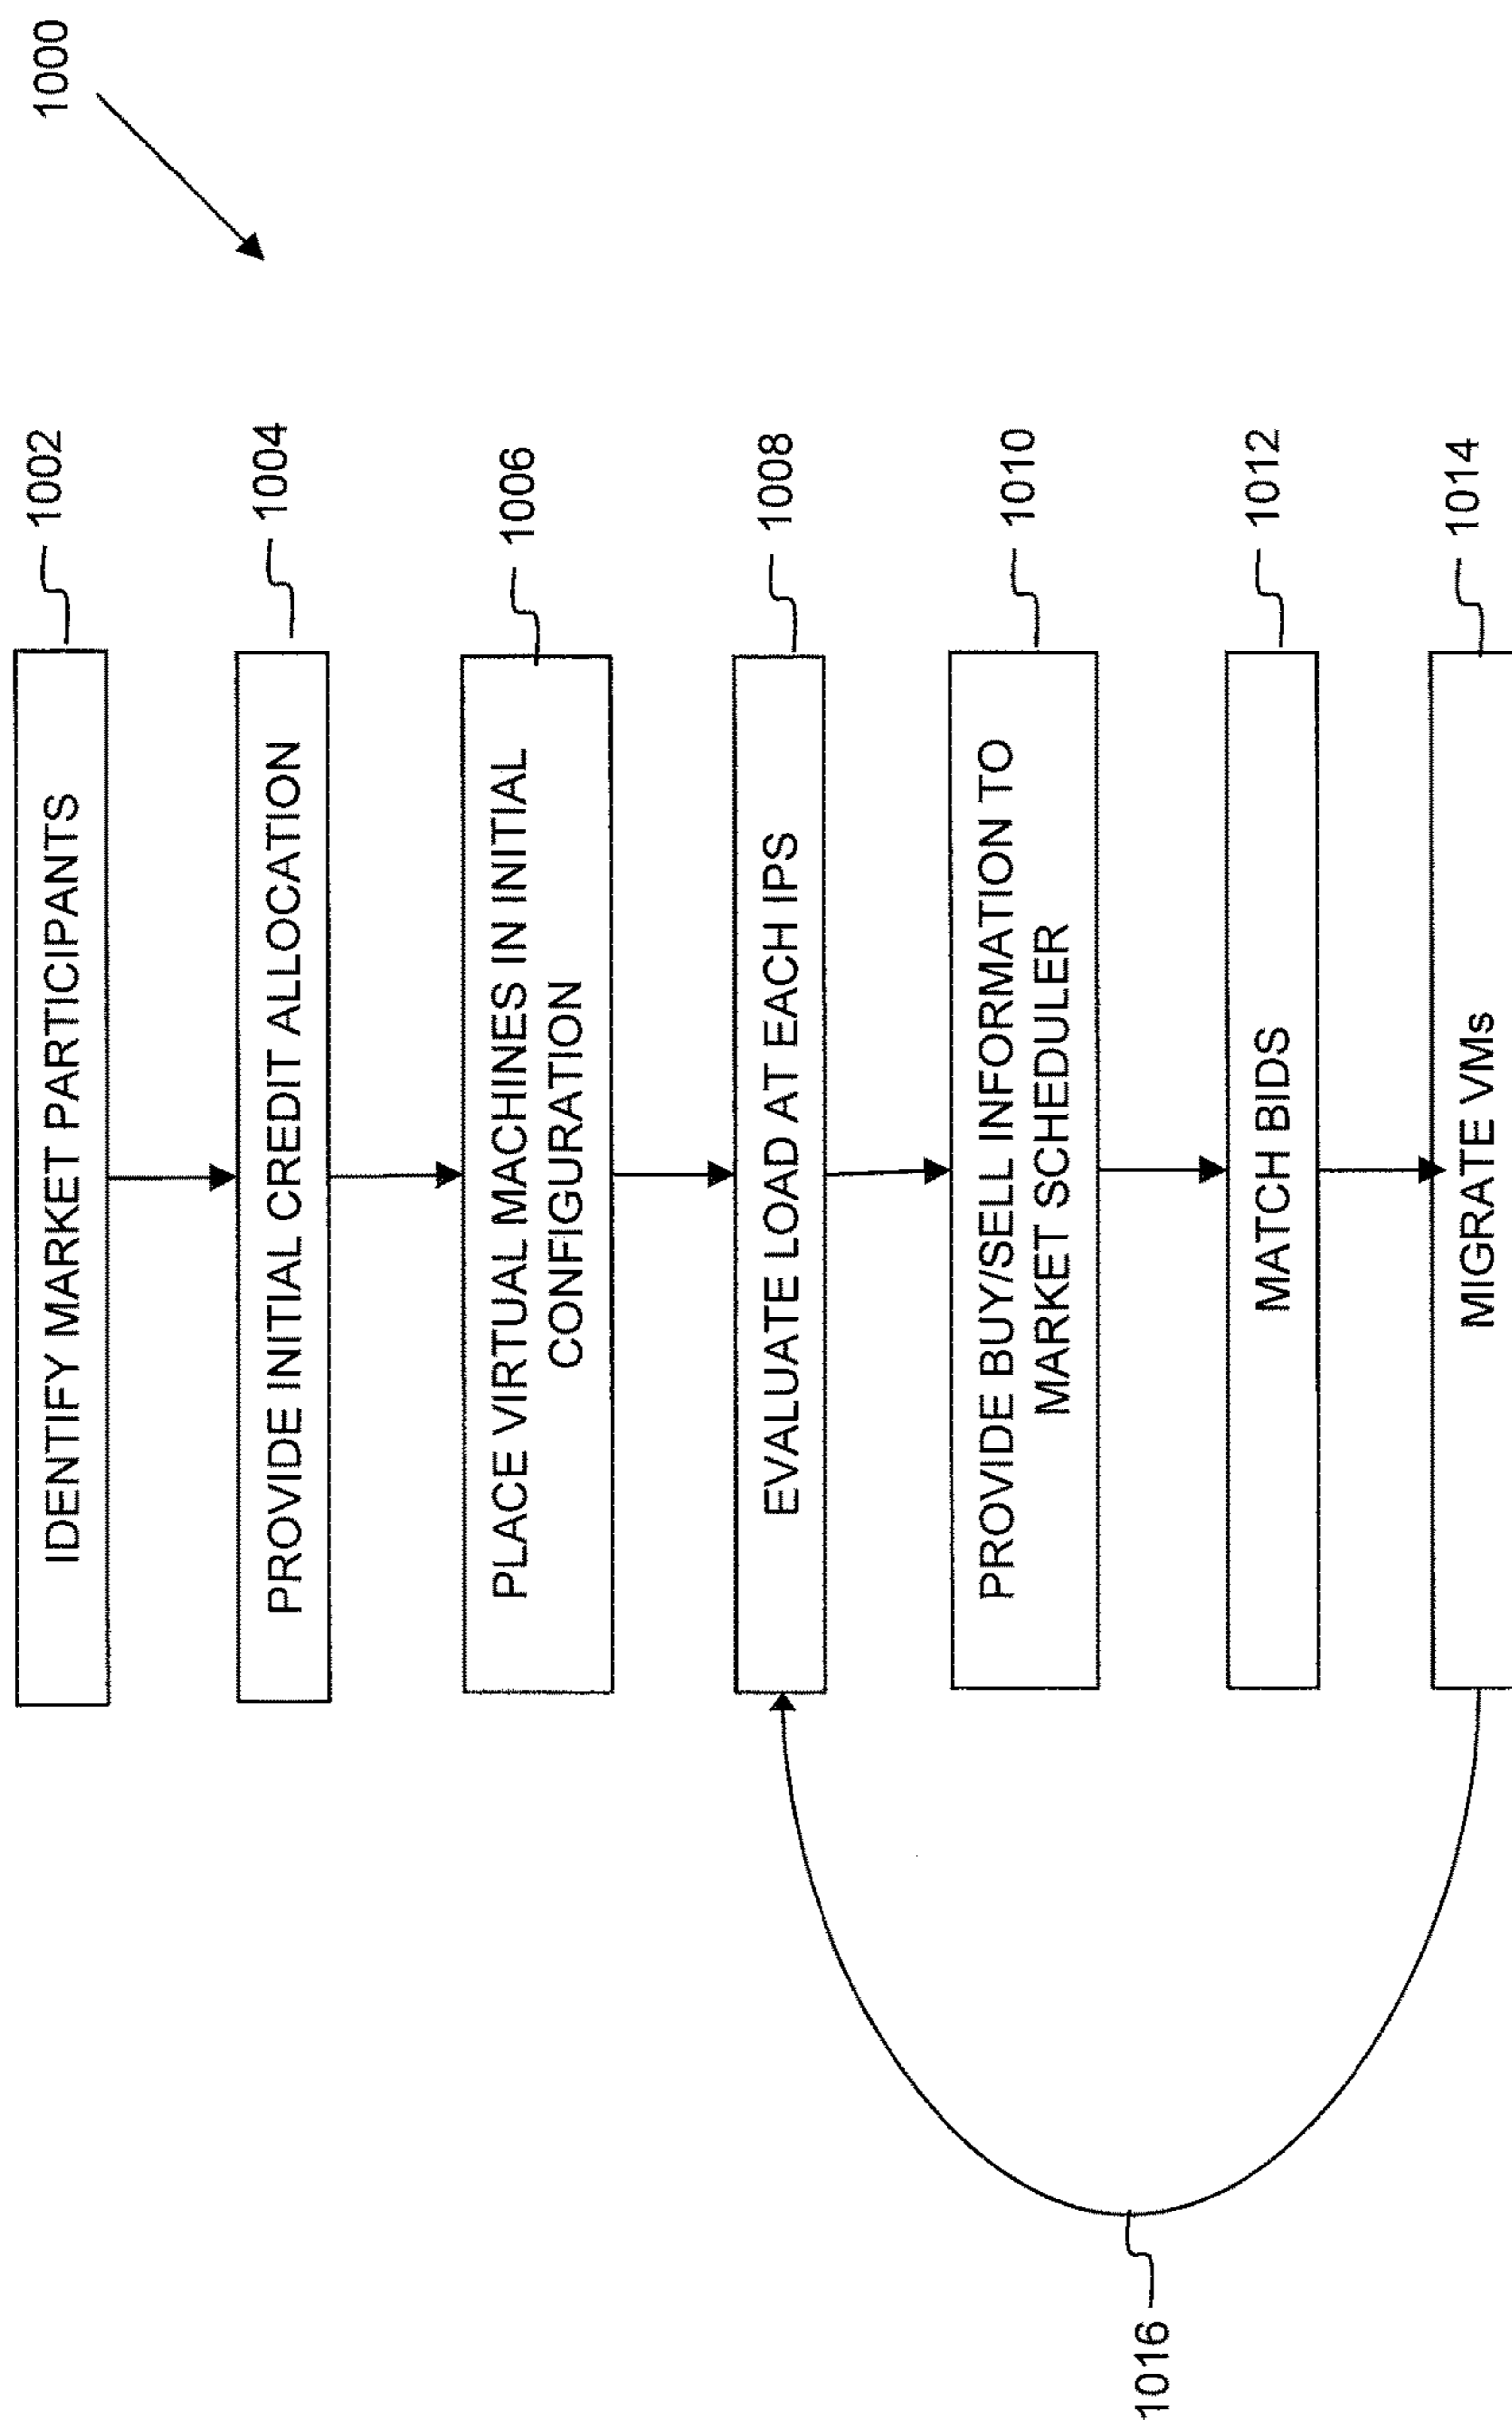 1000
IDENTIFY MARKET PARTICIPANTS
1002
PROVIDE INITIAL CREDIT ALLOCATION
1004
PLACE VIRTUAL MACHINES IN INITIAL
CONFIGURATION
1006
EVALUATE LOAD AT EACH IPS
1008
PROVIDE BUY/SELL INFORMATION TO
MARKET SCHEDULER
1010
MATCH BIDS
1012
MIGRATE VMs
1014
1016